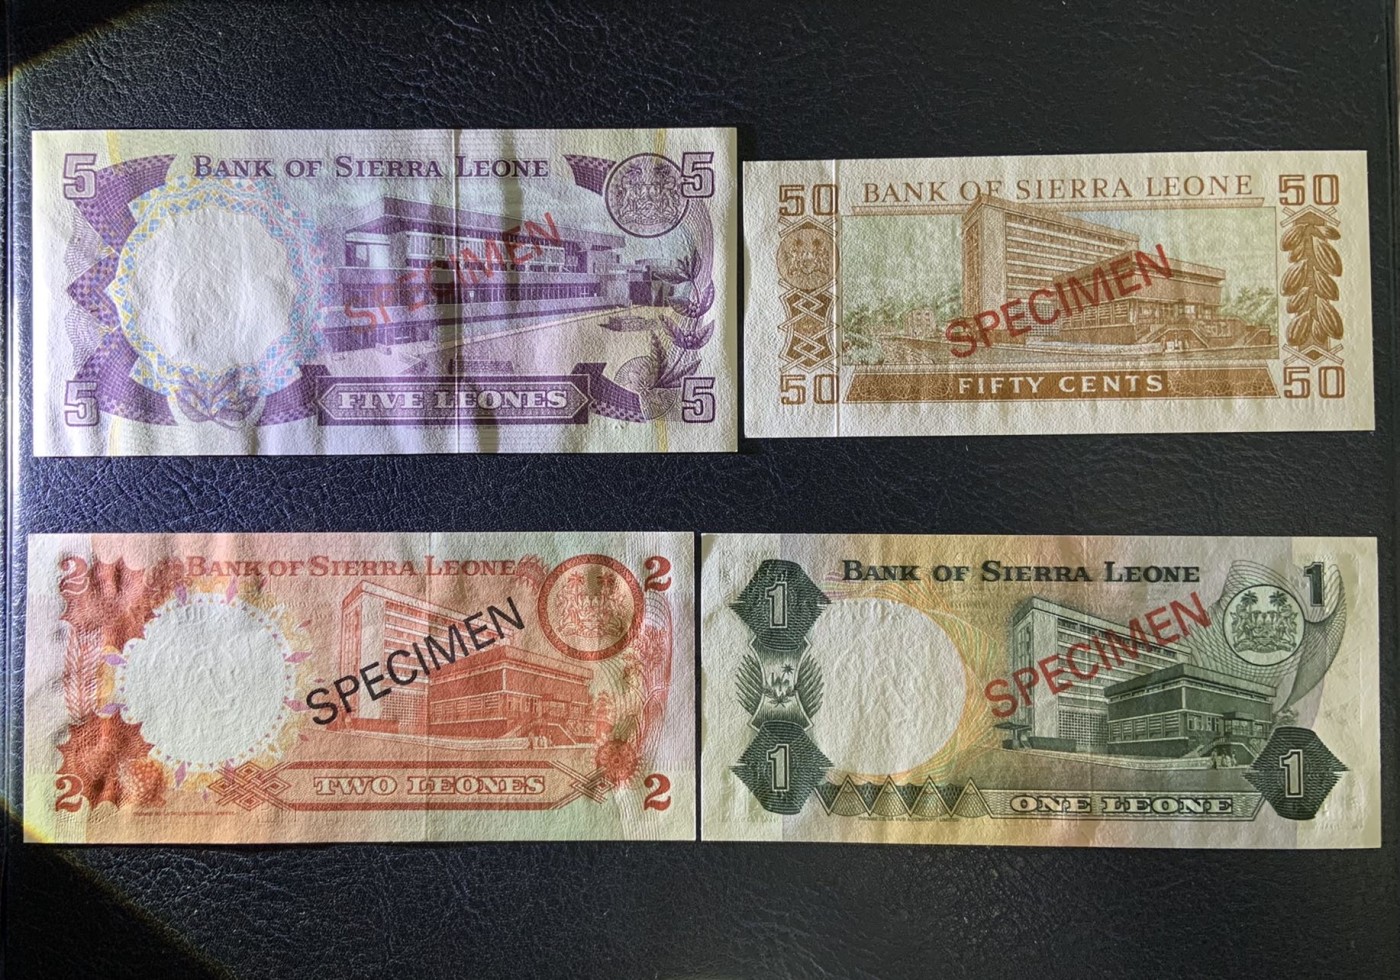 5 BANK OF SIERRA LEONE 5
SPECIMEN
5 FIVE LEONES 5
50 BANK OF SIERRA LEONE 50
SPECIMEN
50 FIFTY CENTS 50
2 BANK OF SIERRA LEONE 2
SPECIMEN
2 TWO LEONES 2
1 BANK OF SIERRA LEONE 1
SPECIMEN
1 ONE LEONE 1